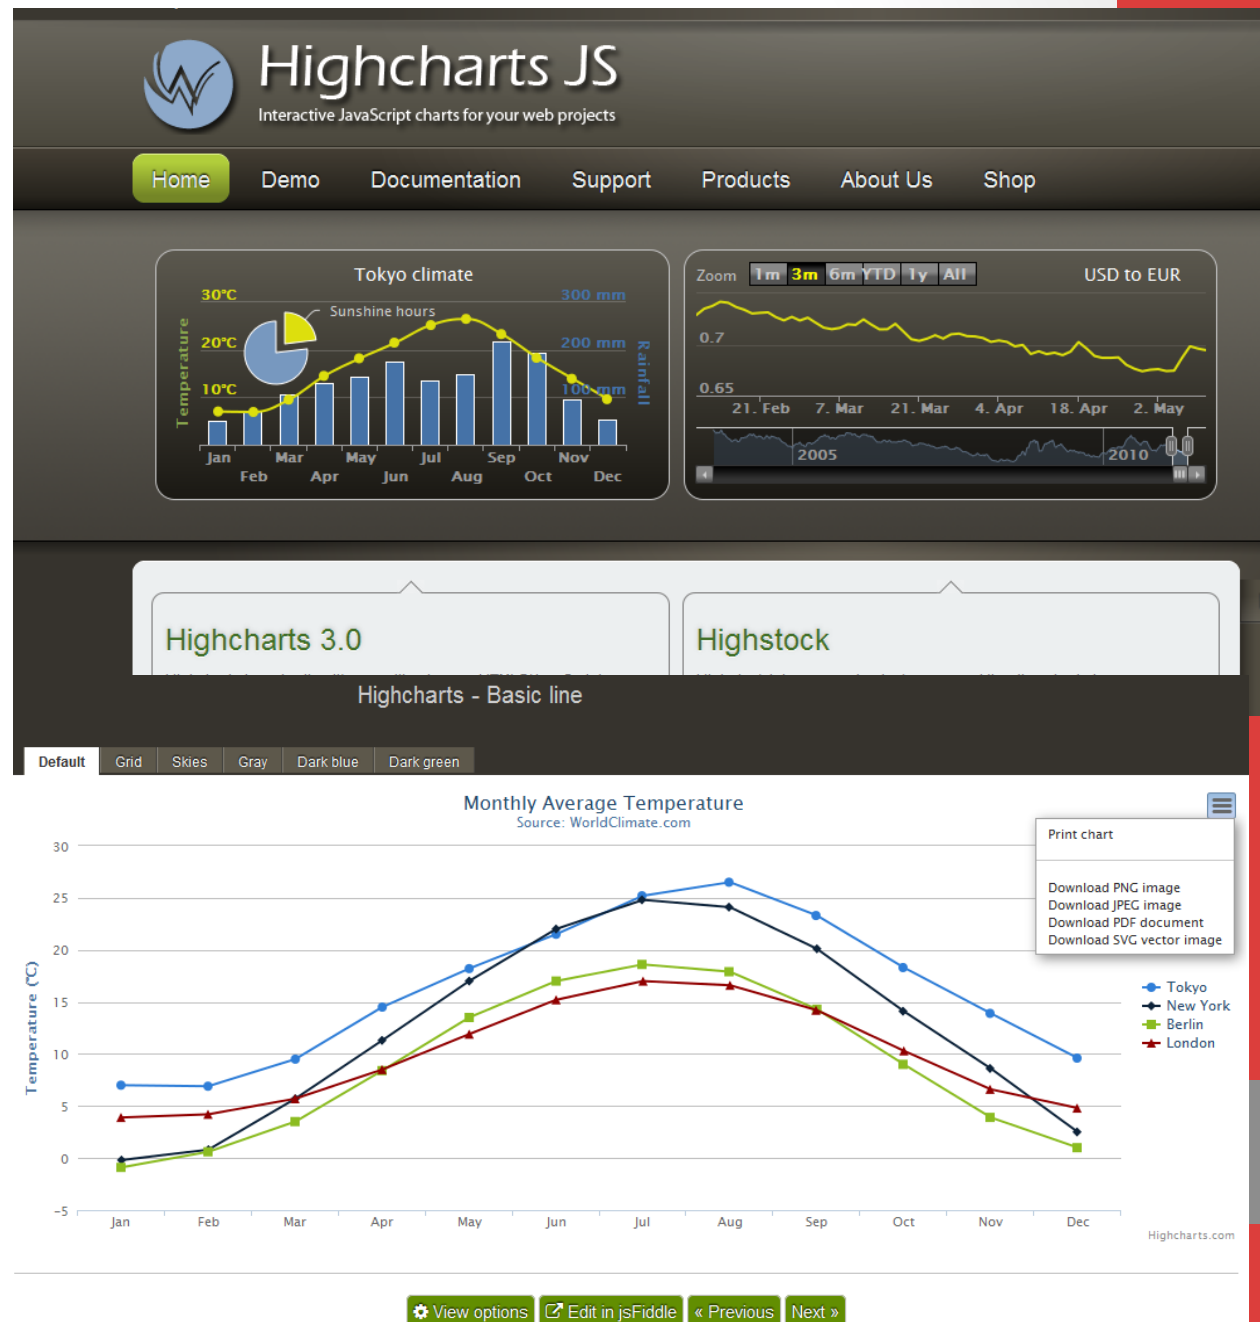 Highcharts JS
Interactive JavaScript charts for your web projects
Home Demo Documentation Support Products About Us Shop
Tokyo climate
30°C
300 mm
Sunshine hours
20°C
200 mm
10°C
100 mm
Temperature
Rainfall
Jan Mar May Jul Sep Nov
Feb Apr Jun Aug Oct Dec
Zoom 1m 3m 6m YTD 1y All
USD to EUR
0.7
0.65
21. Feb 7. Mar 21. Mar 4. Apr 18. Apr 2. May
2005 2010
Highcharts 3.0
Highstock
Highcharts - Basic line
Default Grid Skies Gray Dark blue Dark green
Monthly Average Temperature
Source: WorldClimate.com
Print chart
Download PNG image
Download JPEG image
Download PDF document
Download SVG vector image
Temperature (°C)
30
25
20
15
10
5
0
-5
Jan Feb Mar Apr May Jun Jul Aug Sep Oct Nov Dec
Tokyo
New York
Berlin
London
Highcharts.com
View options Edit in jsFiddle « Previous Next »